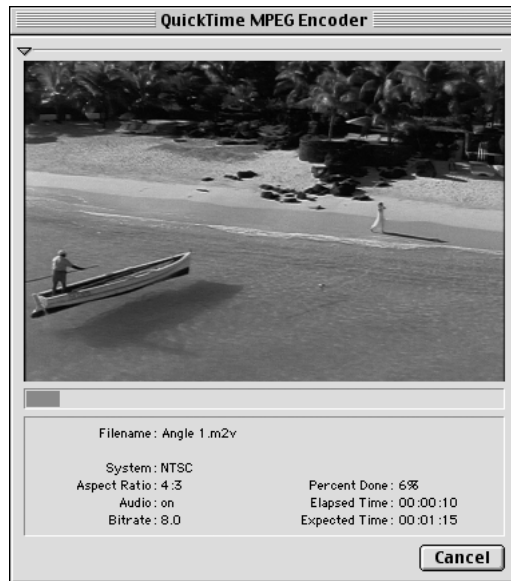 QuickTime MPEG Encoder
Filename: Angle 1.m2v
System: NTSC
Aspect Ratio: 4:3
Audio: on
Bitrate: 8.0
Percent Done: 6%
Elapsed Time: 00:00:10
Expected Time: 00:01:15
Cancel